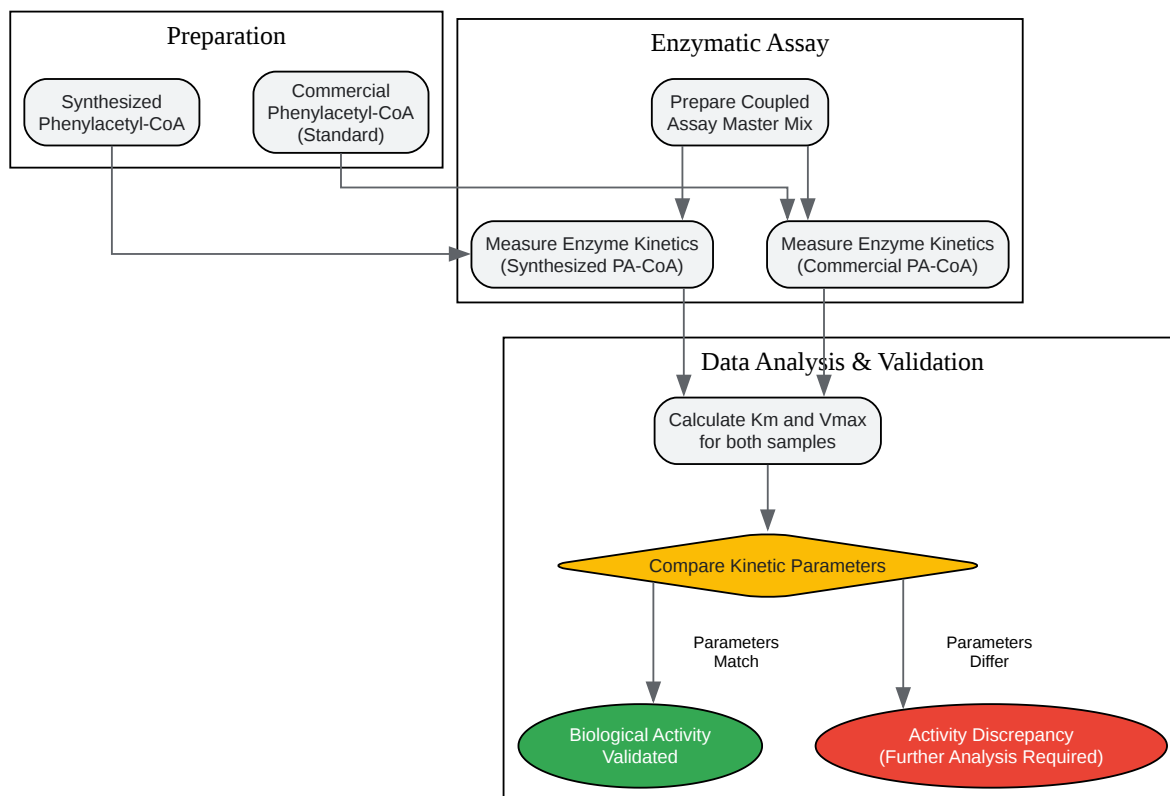 Preparation
Synthesized
Phenylacetyl-CoA
Commercial
Phenylacetyl-CoA
(Standard)
Enzymatic Assay
Prepare Coupled
Assay Master Mix
Measure Enzyme Kinetics
(Synthesized PA-CoA)
Measure Enzyme Kinetics
(Commercial PA-CoA)
Data Analysis & Validation
Calculate Km and Vmax
for both samples
Compare Kinetic Parameters
Parameters
Match
Parameters
Differ
Biological Activity
Validated
Activity Discrepancy
(Further Analysis Required)